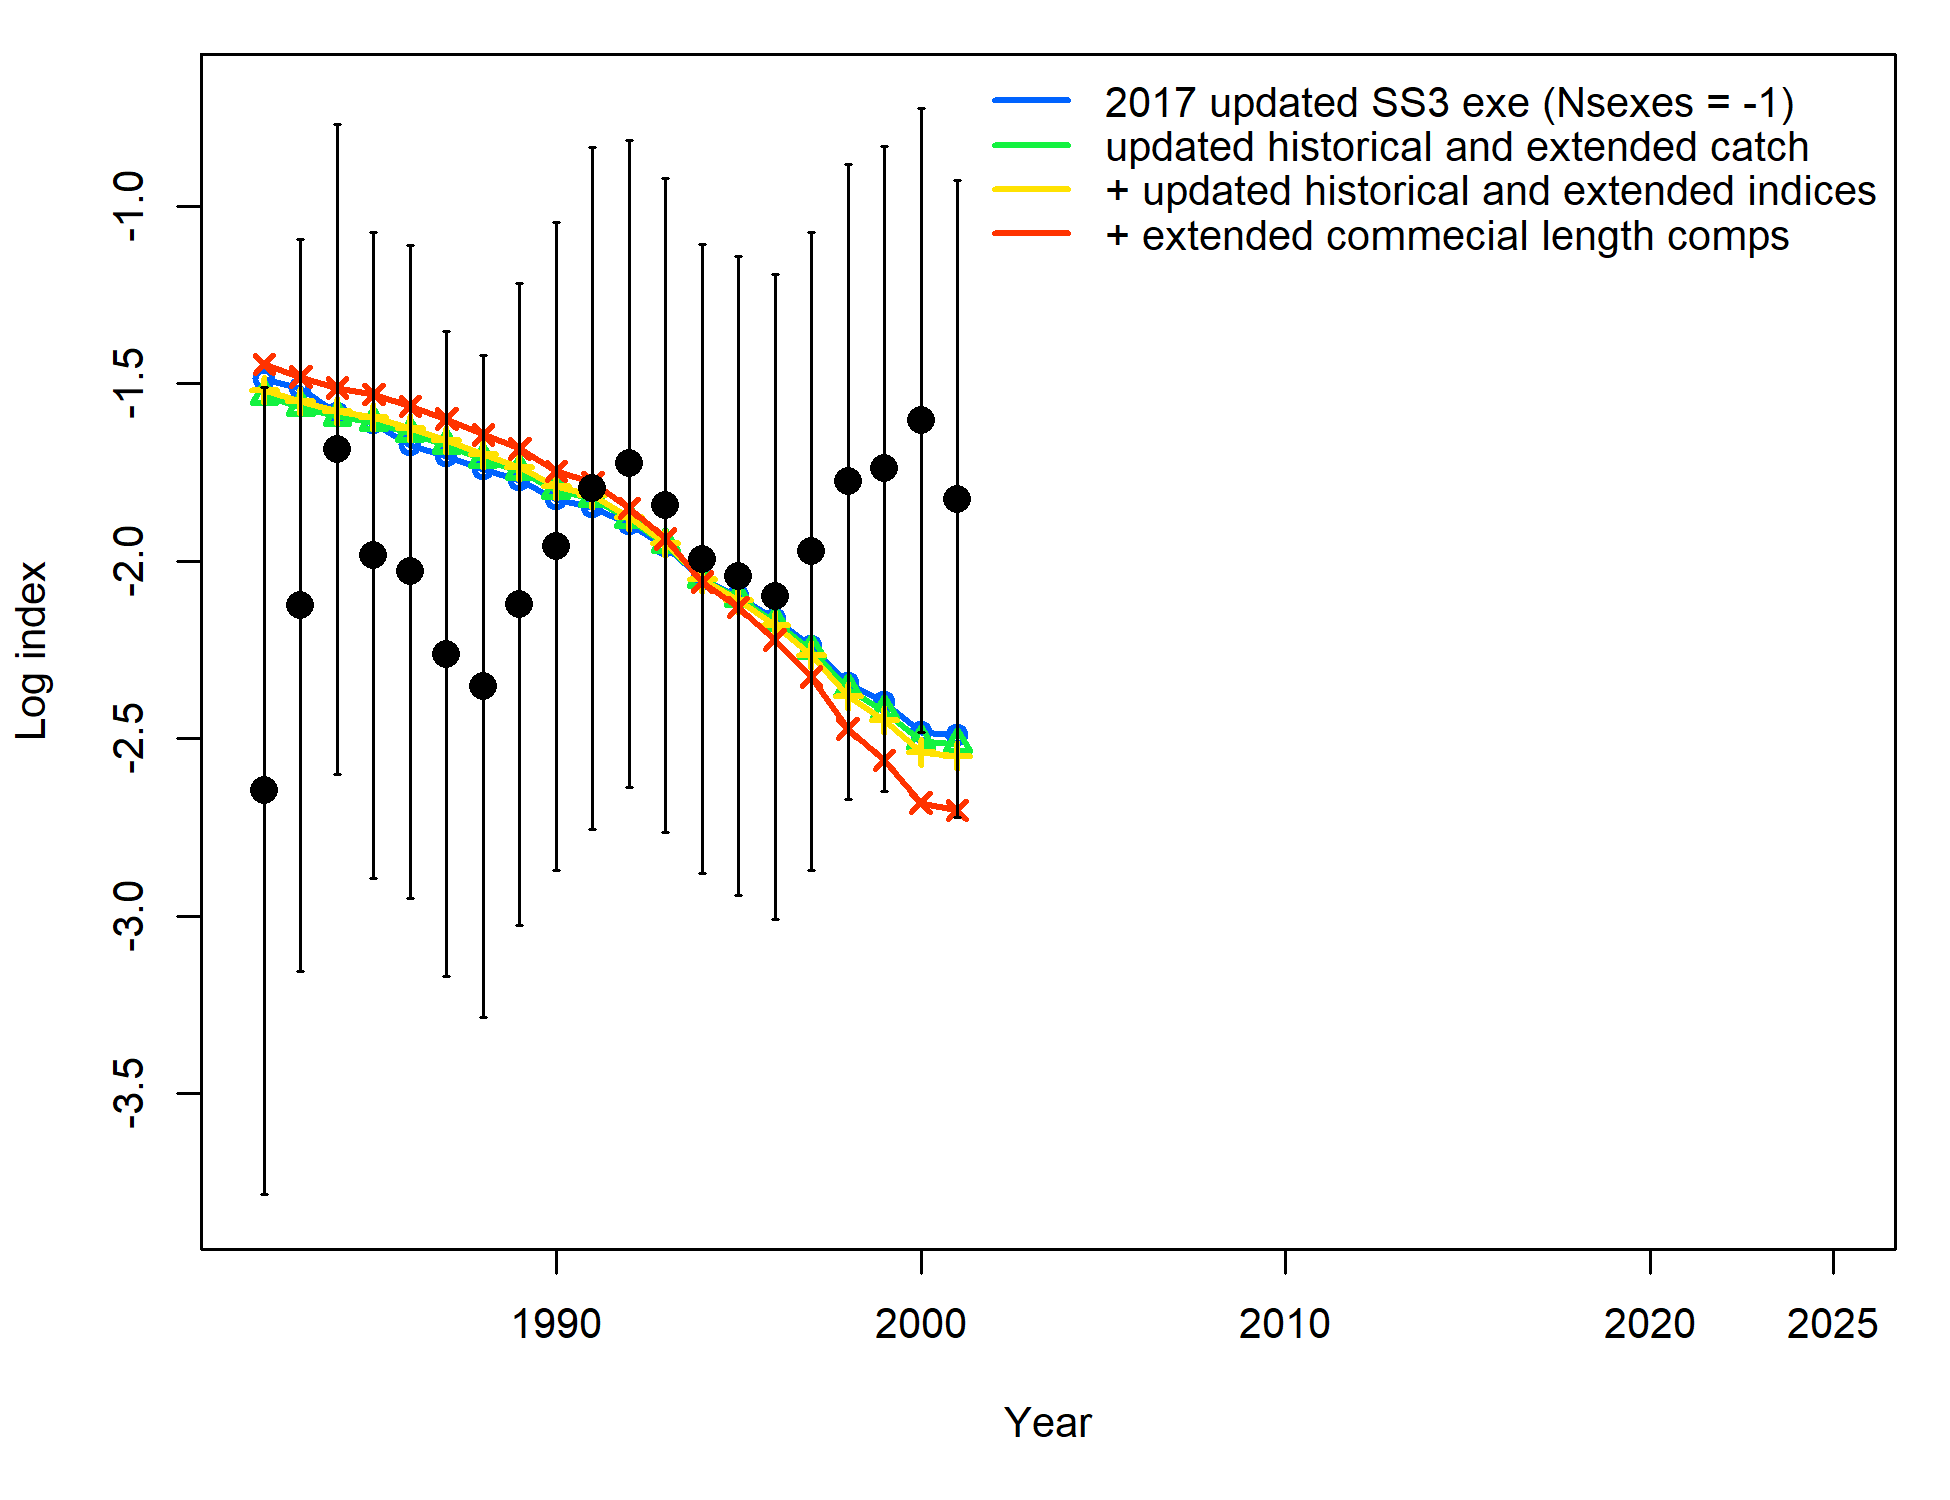 2017 updated SS3 exe (Nsexes = -1)
updated historical and extended catch
+ updated historical and extended indices
+ extended commecial length comps
Log index
-1.0
-1.5
-2.0
-2.5
-3.0
-3.5
1990
2000
2010
2020
2025
Year